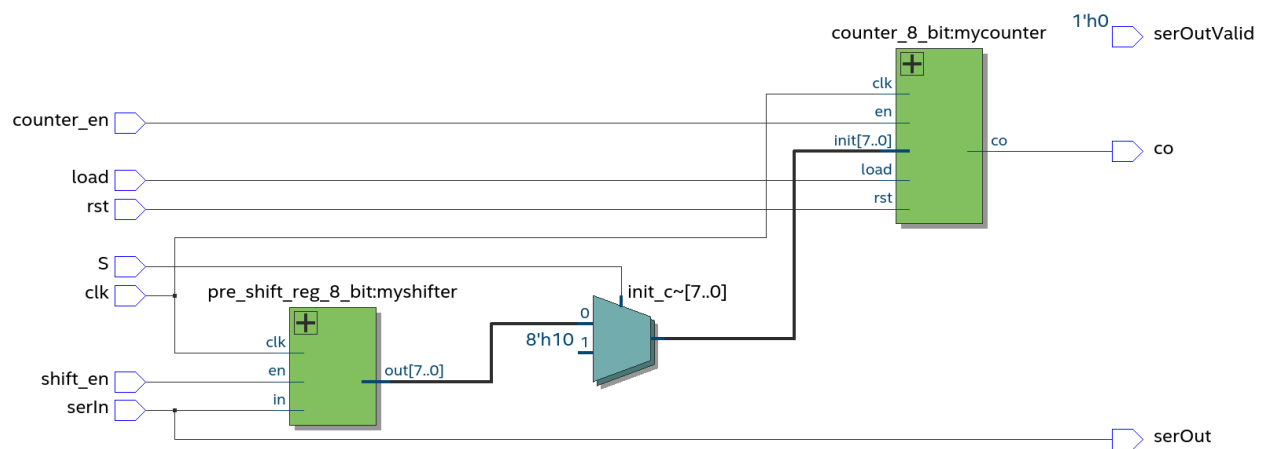 1'h0
serOutValid
counter_8_bit:mycounter
clk
counter_en
en
init[7..0]
co
co
load
load
rst
rst
S
clk
pre_shift_reg_8_bit:myshifter
init_c~[7..0]
0
8'h10
1
clk
shift_en
en
out[7..0]
serIn
in
serOut